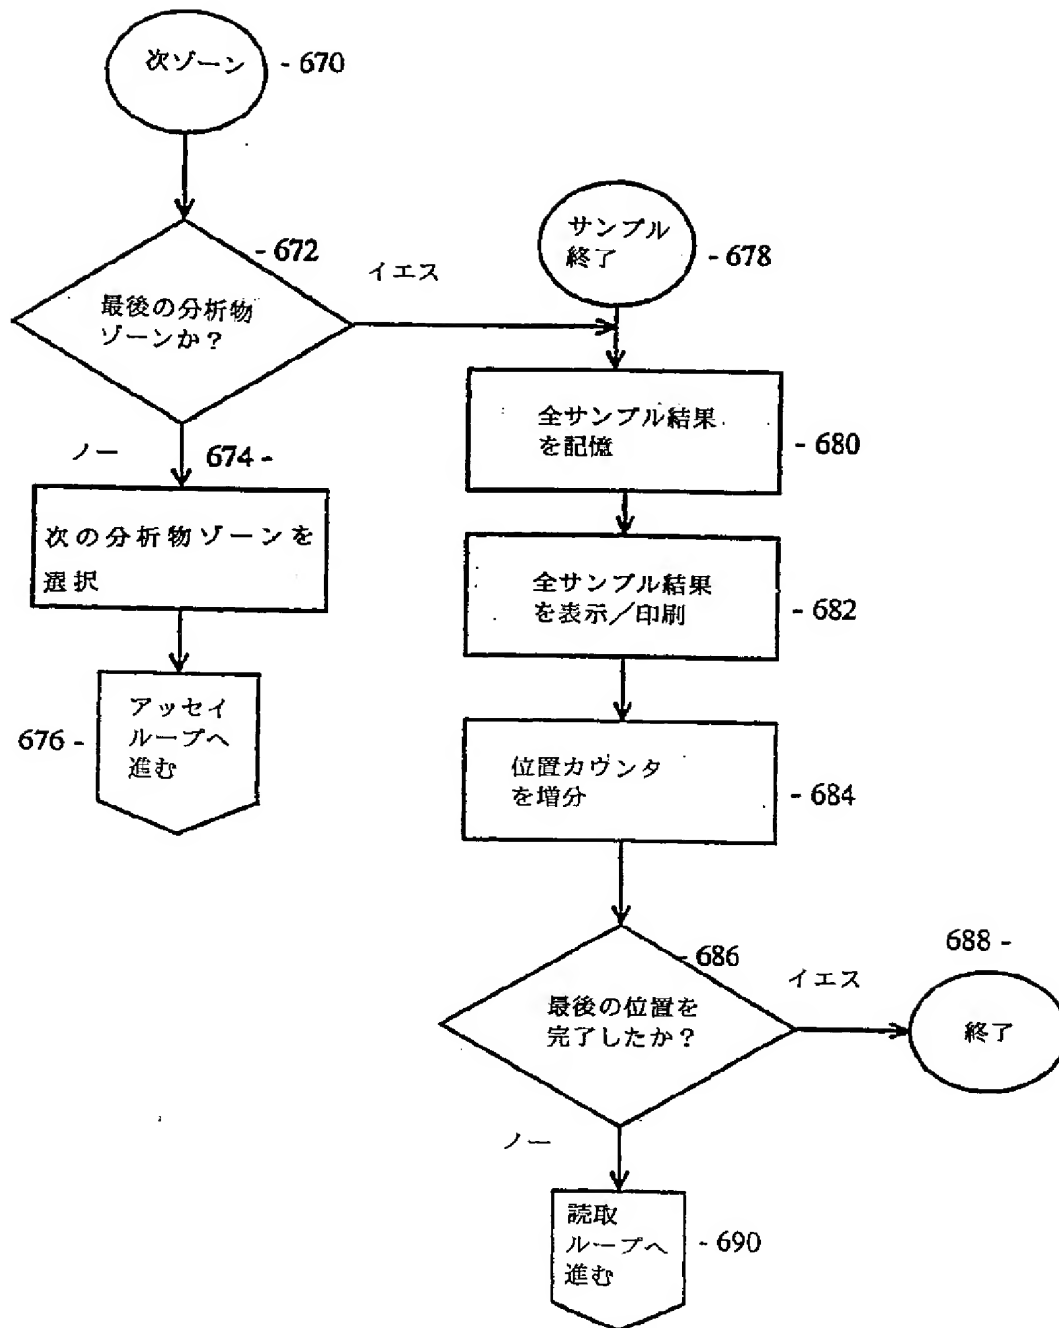 次ゾーン
- 670
- 672
最後の分析物
ゾーンか？
イエス
ノー
674 -
次の分析物ゾーンを
選択
676 -
アッセイ
ループへ
進む
サンプル
終了
- 678
全サンプル結果
を記憶
- 680
全サンプル結果
を表示／印刷
- 682
位置カウンタ
を増分
- 684
- 686
最後の位置を
完了したか？
イエス
688 -
終了
ノー
読取
ループへ
進む
- 690